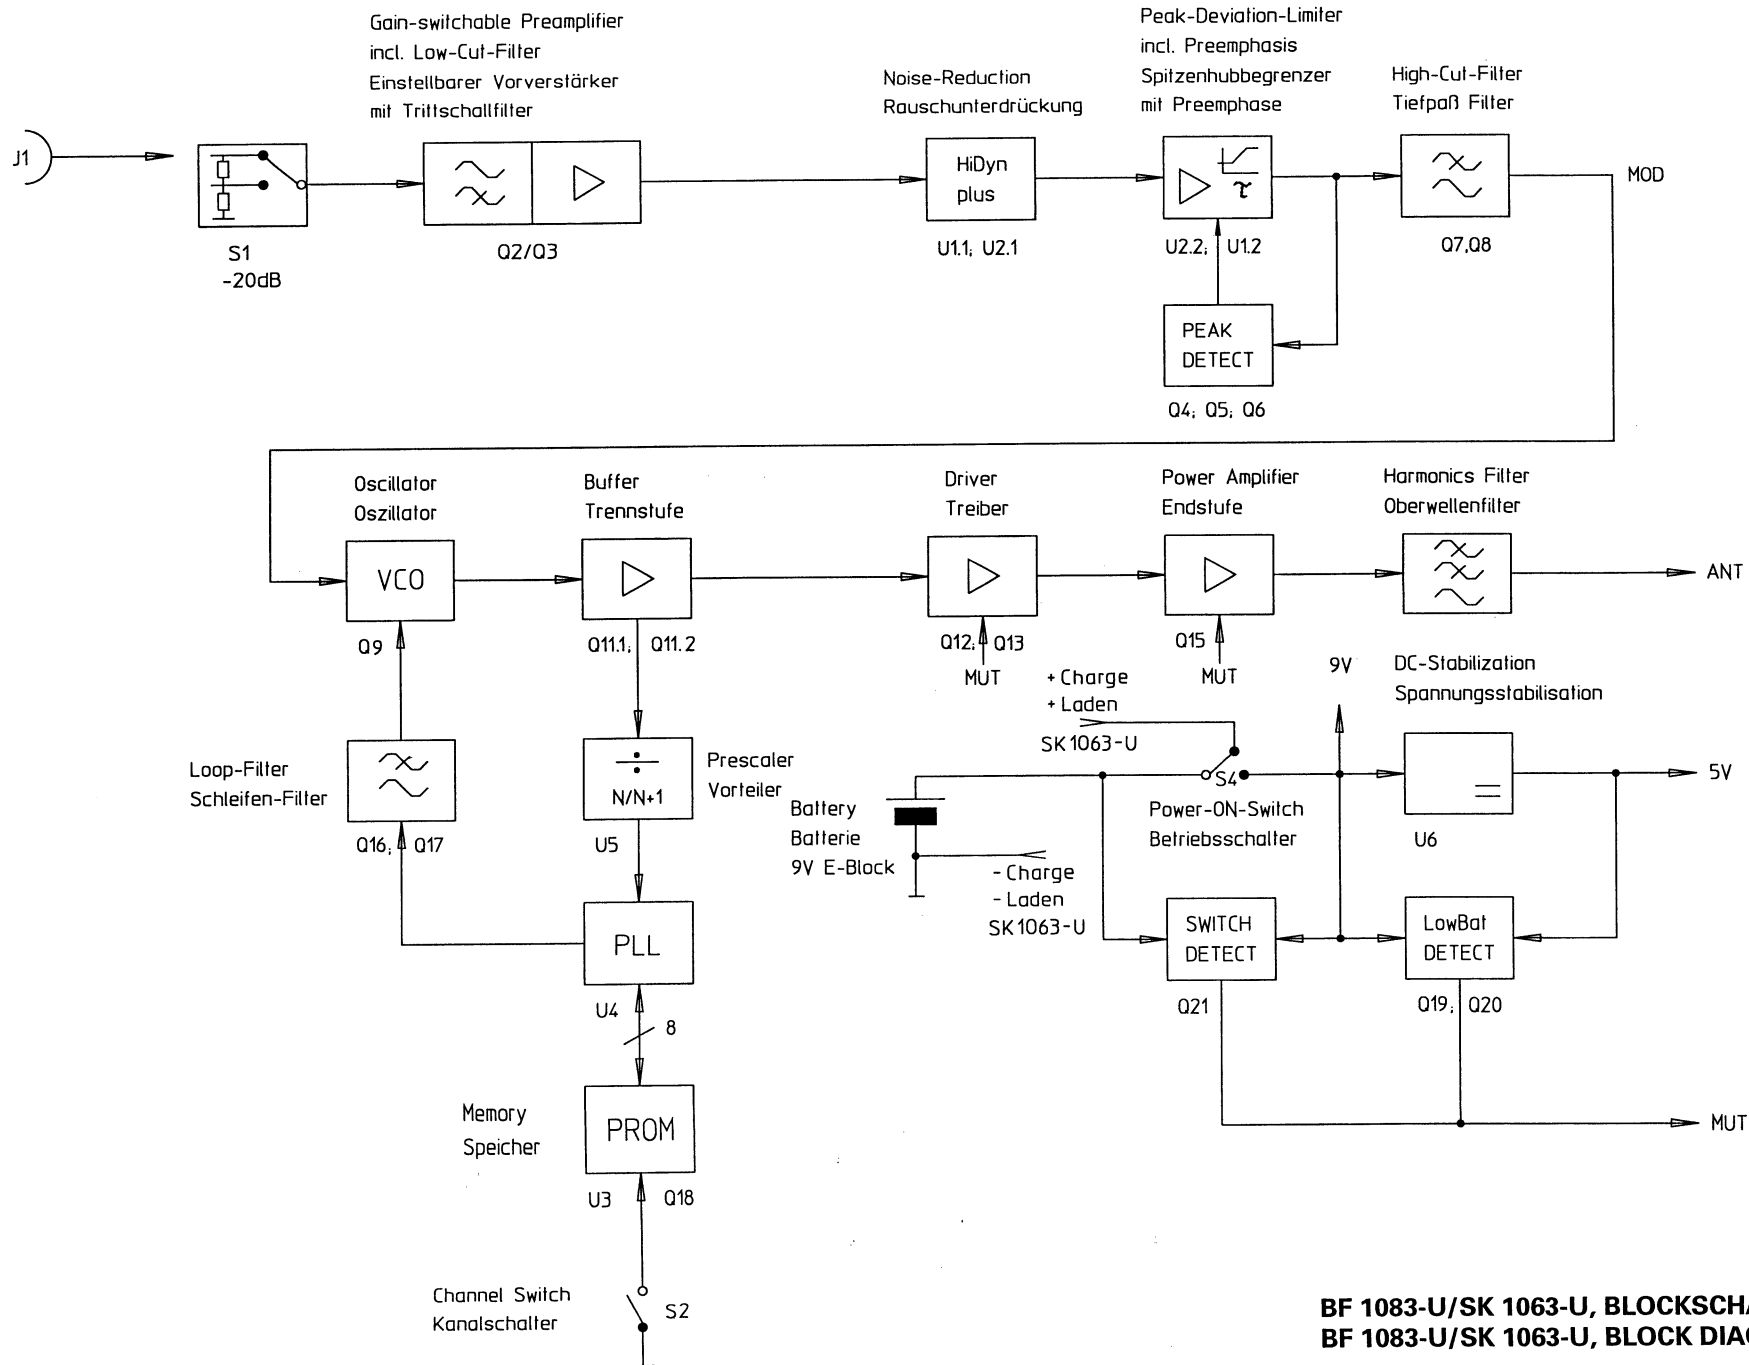 Gain-switchable Preamplifier
incl. Low-Cut-Filter
Einstellbarer Vorverstärker
mit Trittschallfilter
Noise-Reduction
Rauschunterdrückung
Peak-Deviation-Limiter
incl. Preemphasis
Spitzenhubbegrenzer
mit Preemphase
High-Cut-Filter
Tiefpaß Filter
J1
HiDyn
plus
τ
MOD
S1
-20dB
Q2/Q3
U1.1; U2.1
U2.2; U1.2
Q7,Q8
PEAK
DETECT
Q4; Q5; Q6
Oscillator
Oszillator
Buffer
Trennstufe
Driver
Treiber
Power Amplifier
Endstufe
Harmonics Filter
Oberwellenfilter
VCO
ANT
Q9
Q11.1; Q11.2
Q12; Q13
MUT
Q15
MUT
+ Charge
+ Laden
SK1063-U
9V
DC-Stabilization
Spannungsstabilisation
Loop-Filter
Schleifen-Filter
N/N+1
Prescaler
Vorteiler
Q16; Q17
U5
Battery
Batterie
9V E-Block
S4
Power-ON-Switch
Betriebsschalter
5V
U6
- Charge
- Laden
SK1063-U
PLL
U4
8
SWITCH
DETECT
Q21
LowBat
DETECT
Q19; Q20
MUT
Memory
Speicher
PROM
U3 Q18
Channel Switch
Kanalschalter
S2
BF 1083-U/SK 1063-U, BLOCKSCHA
BF 1083-U/SK 1063-U, BLOCK DIA